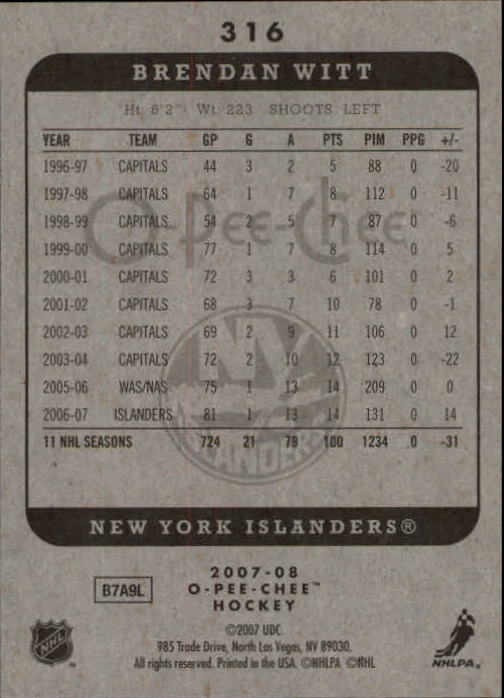 316
BRENDAN WITT
Ht: 6'2" Wt: 223 SHOOTS: LEFT
YEAR TEAM GP G A PTS PIM PPG +/-
1996-97 CAPITALS 44 3 2 5 88 0 -20
1997-98 CAPITALS 64 1 7 8 112 0 -11
1998-99 CAPITALS 54 2 5 7 87 0 -6
1999-00 CAPITALS 77 1 7 8 114 0 5
2000-01 CAPITALS 72 3 3 6 101 0 2
2001-02 CAPITALS 68 3 7 10 78 0 -1
2002-03 CAPITALS 69 2 9 11 106 0 12
2003-04 CAPITALS 72 2 10 12 123 0 -22
2005-06 WAS/NAS 75 1 13 14 209 0 0
2006-07 ISLANDERS 81 1 13 14 131 0 14
11 NHL SEASONS 724 21 79 100 1234 0 -31
O-Pee-Chee
NY
ISLANDERS
NEW YORK ISLANDERS®
2007-08
B7A9L O-PEE-CHEE™
HOCKEY
©2007 UDC.
985 Trade Drive, North Las Vegas, NV 89030.
All rights reserved. Printed in the USA. ©NHLPA ©NHL
NHL
NHLPA